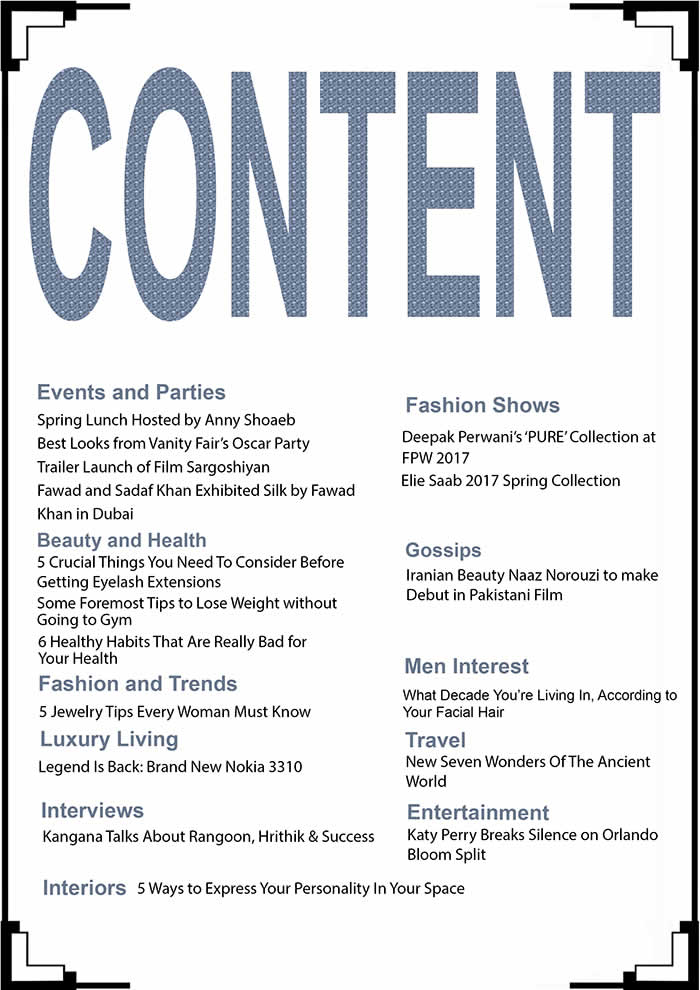 CONTENT
Events and Parties
Spring Lunch Hosted by Anny Shoaeb
Best Looks from Vanity Fair's Oscar Party
Trailer Launch of Film Sargoshiyan
Fawad and Sadaf Khan Exhibited Silk by Fawad
Khan in Dubai
Beauty and Health
5 Crucial Things You Need To Consider Before
Getting Eyelash Extensions
Some Foremost Tips to Lose Weight without
Going to Gym
6 Healthy Habits That Are Really Bad for
Your Health
Fashion and Trends
5 Jewelry Tips Every Woman Must Know
Luxury Living
Legend Is Back: Brand New Nokia 3310
Interviews
Kangana Talks About Rangoon, Hrithik & Success
Interiors 5 Ways to Express Your Personality In Your Space
Fashion Shows
Deepak Perwani's ‘PURE’ Collection at
FPW 2017
Elie Saab 2017 Spring Collection
Gossips
Iranian Beauty Naaz Norouzi to make
Debut in Pakistani Film
Men Interest
What Decade You're Living In, According to
Your Facial Hair
Travel
New Seven Wonders Of The Ancient
World
Entertainment
Katy Perry Breaks Silence on Orlando
Bloom Split